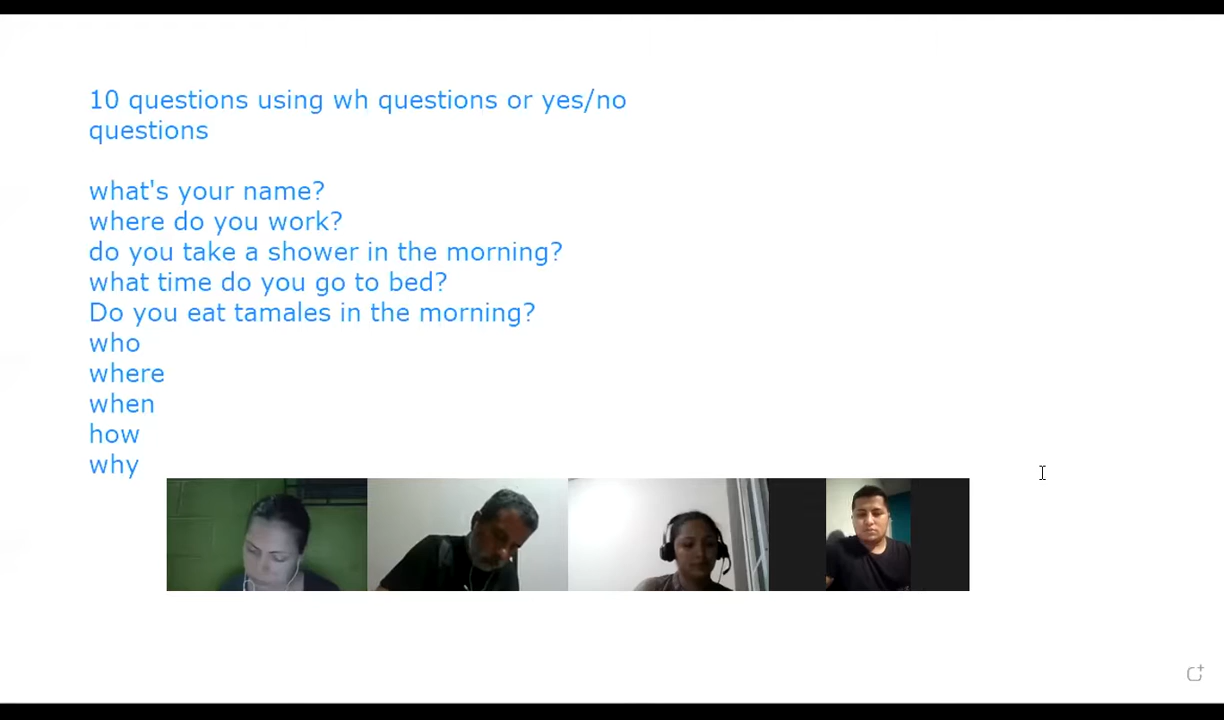 10 questions using wh questions or yes/no
questions
what's your name?
where do you work?
do you take a shower in the morning?
what time do you go to bed?
Do you eat tamales in the morning?
who
where
when
how
why